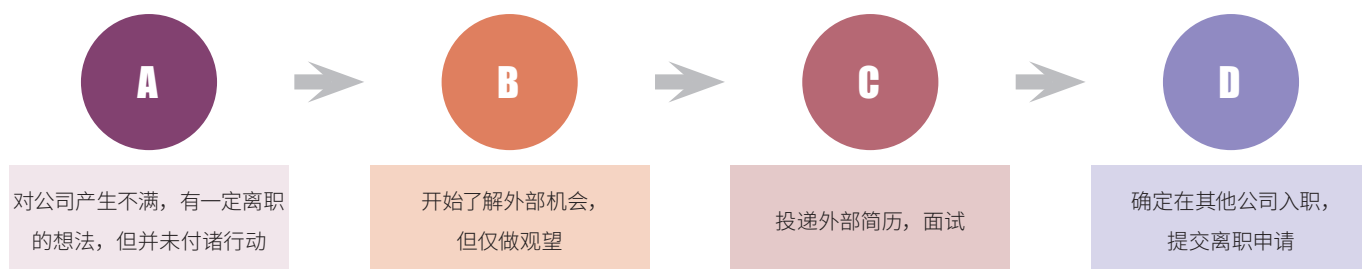 A
B
C
D
对公司产生不满，有一定离职
的想法，但并未付诸行动
开始了解外部机会，
但仅做观望
投递外部简历，面试
确定在其他公司入职，
提交离职申请